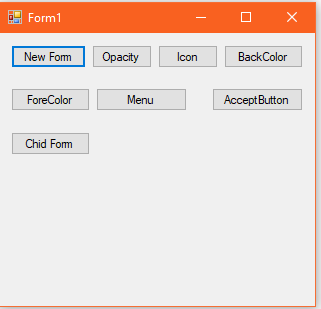 Form1
New Form Opacity Icon BackColor
ForeColor Menu AcceptButton
Chid Form